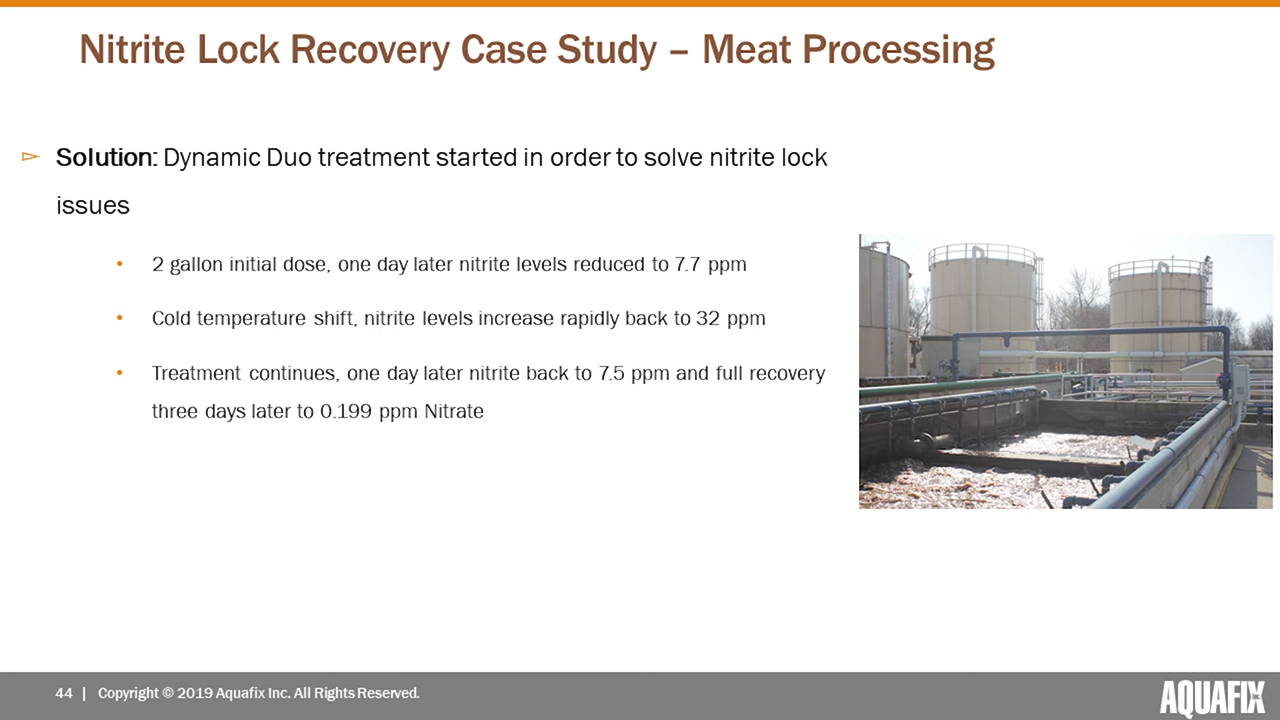 Nitrite Lock Recovery Case Study – Meat Processing
Solution: Dynamic Duo treatment started in order to solve nitrite lock
issues
2 gallon initial dose, one day later nitrite levels reduced to 7.7 ppm
Cold temperature shift, nitrite levels increase rapidly back to 32 ppm
Treatment continues, one day later nitrite back to 7.5 ppm and full recovery
three days later to 0.199 ppm Nitrate
44 | Copyright © 2019 Aquafix Inc. All Rights Reserved.
AQUAFIX